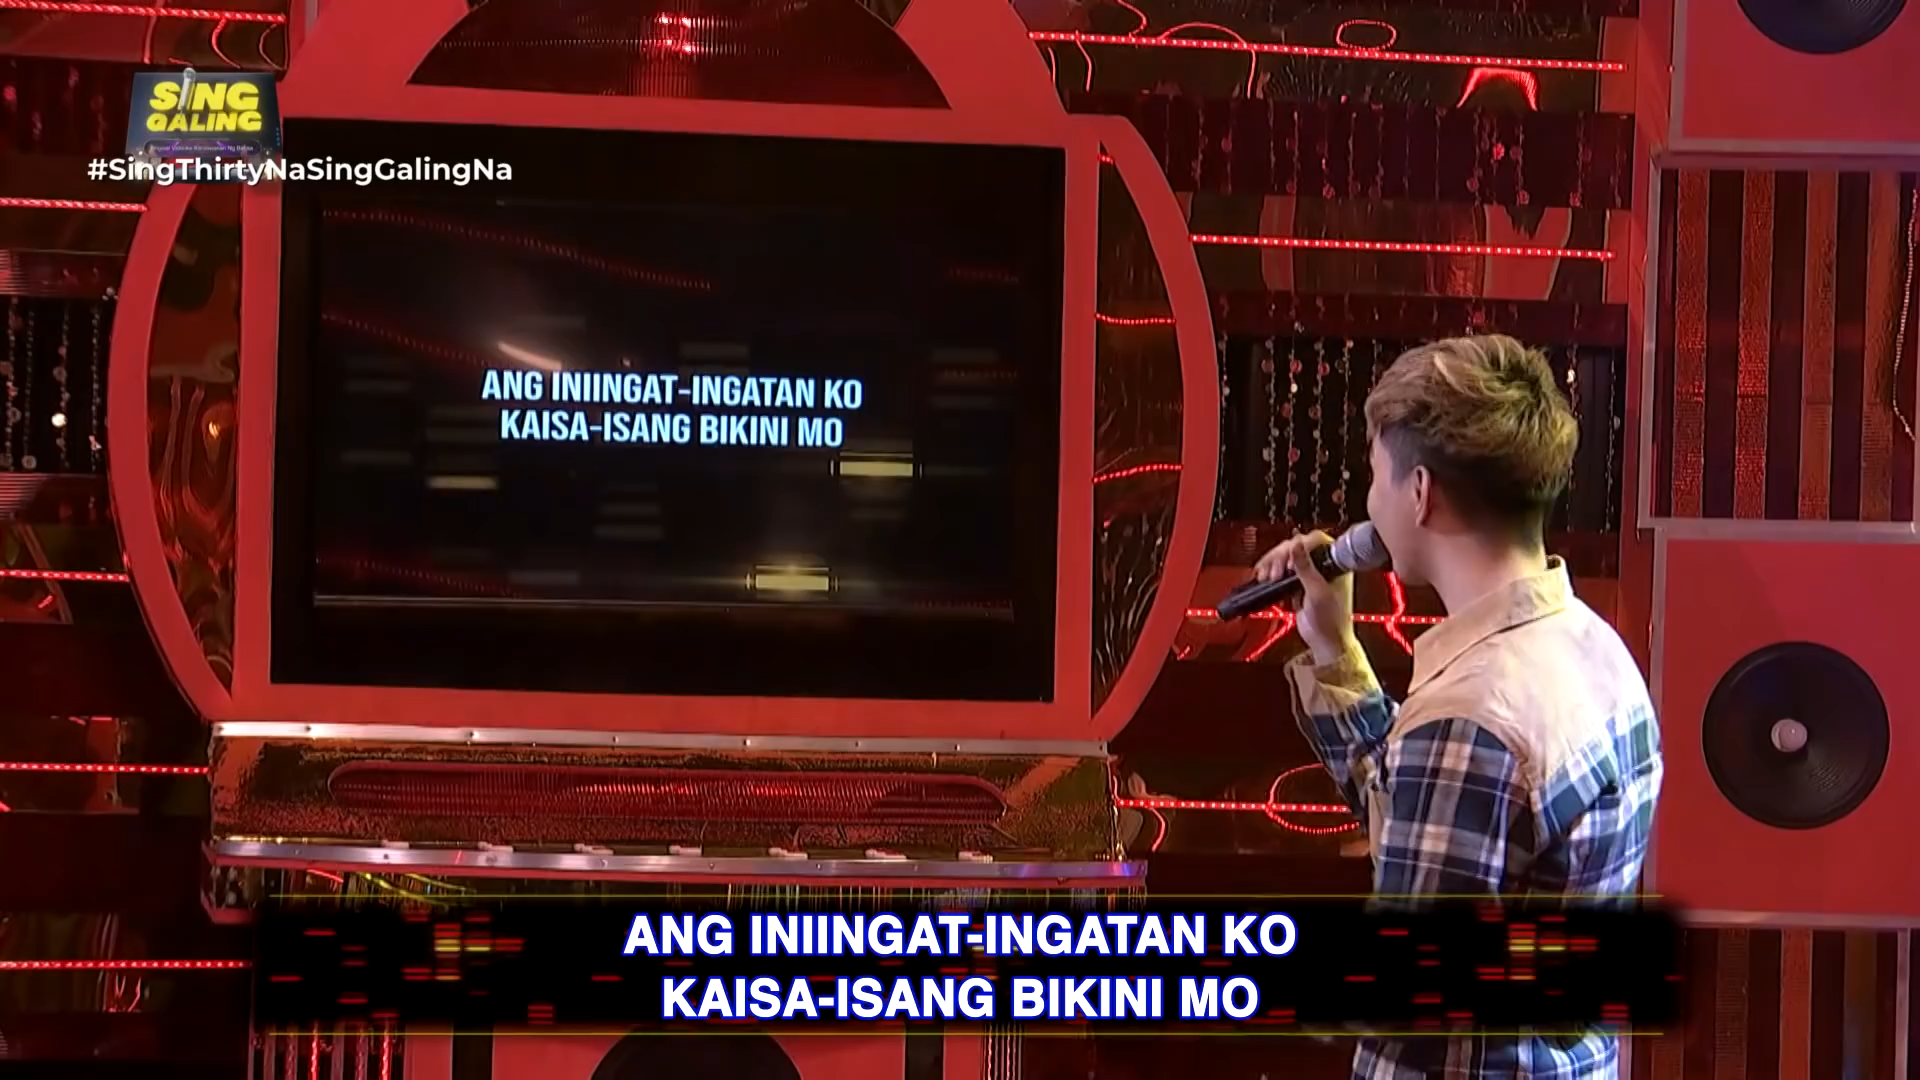 SING
GALING
#SingThirtyNaSingGalingNa
ANG INIINGAT-INGATAN KO
KAISA-ISANG BIKINI MO
ANG INIINGAT-INGATAN KO
KAISA-ISANG BIKINI MO